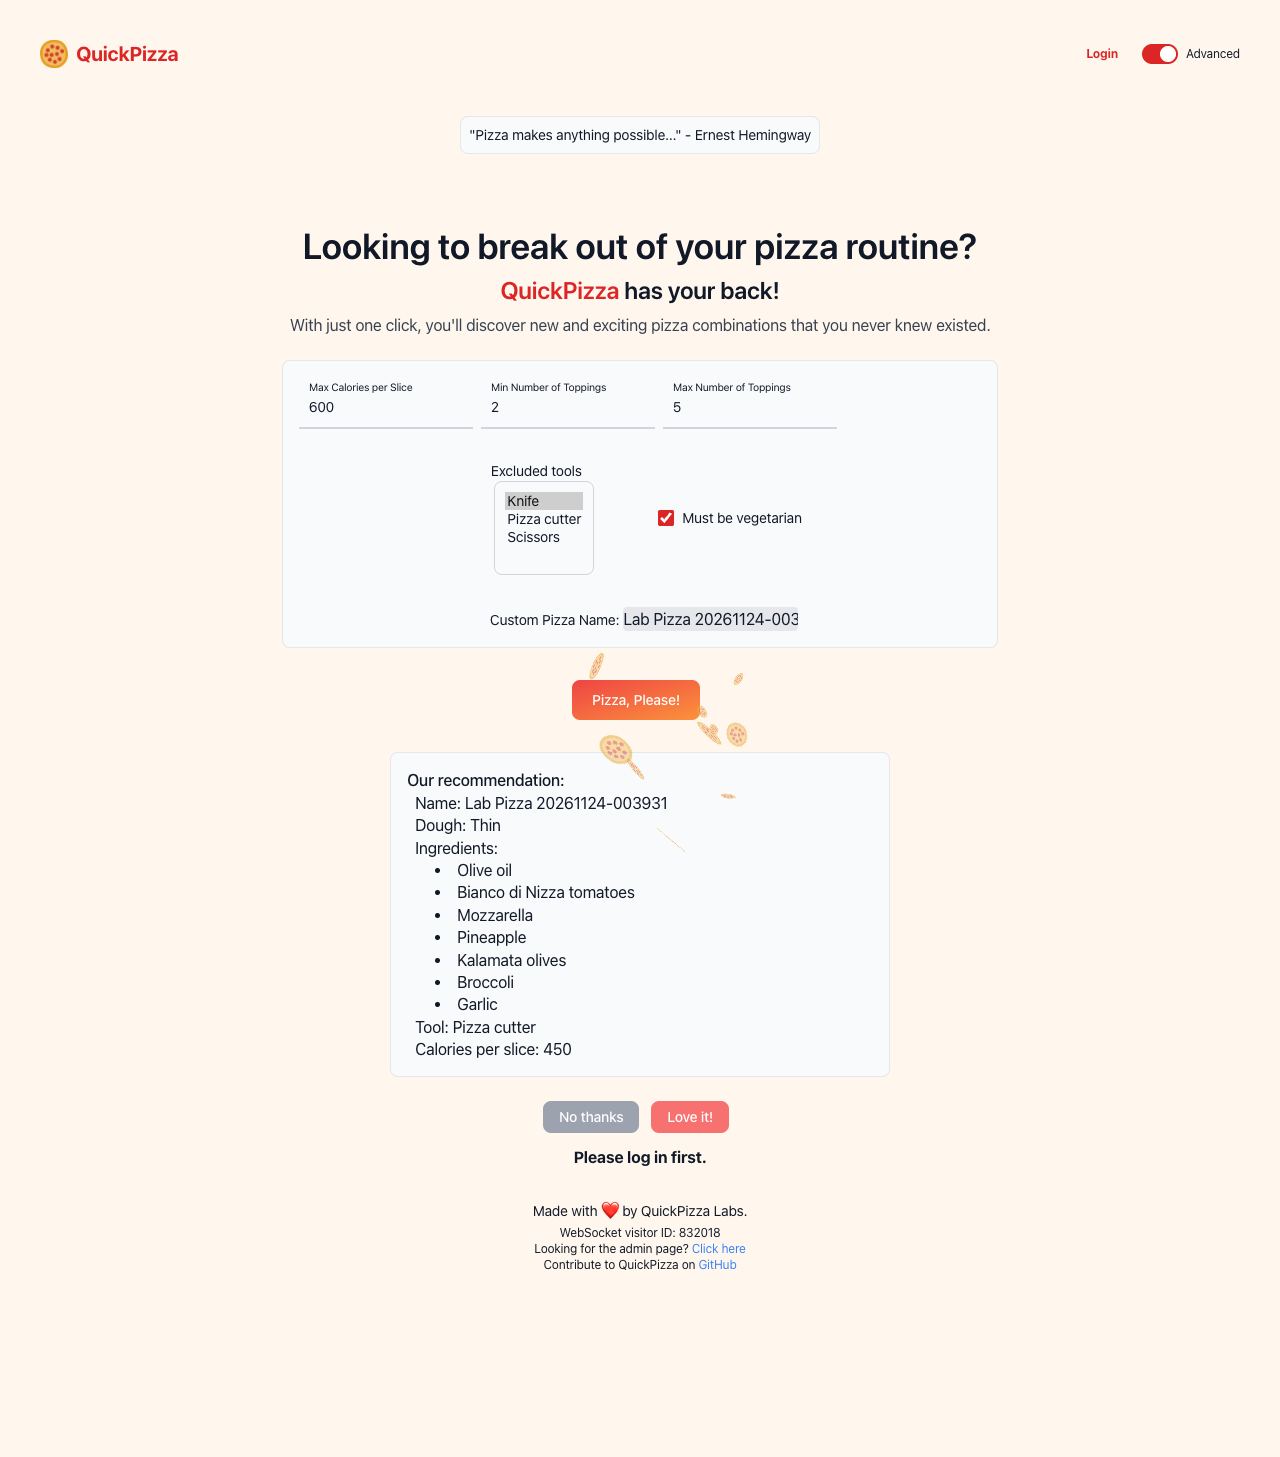 QuickPizza
Login
Advanced
"Pizza makes anything possible..." - Ernest Hemingway
Looking to break out of your pizza routine?
QuickPizza has your back!
With just one click, you'll discover new and exciting pizza combinations that you never knew existed.
Max Calories per Slice
600
Min Number of Toppings
2
Max Number of Toppings
5
Excluded tools
Knife
Pizza cutter
Scissors
Must be vegetarian
Custom Pizza Name: Lab Pizza 20261124-003
Pizza, Please!
Our recommendation:
Name: Lab Pizza 20261124-003931
Dough: Thin
Ingredients:
• Olive oil
• Bianco di Nizza tomatoes
• Mozzarella
• Pineapple
• Kalamata olives
• Broccoli
• Garlic
Tool: Pizza cutter
Calories per slice: 450
No thanks
Love it!
Please log in first.
Made with ❤️ by QuickPizza Labs.
WebSocket visitor ID: 832018
Looking for the admin page? Click here
Contribute to QuickPizza on GitHub